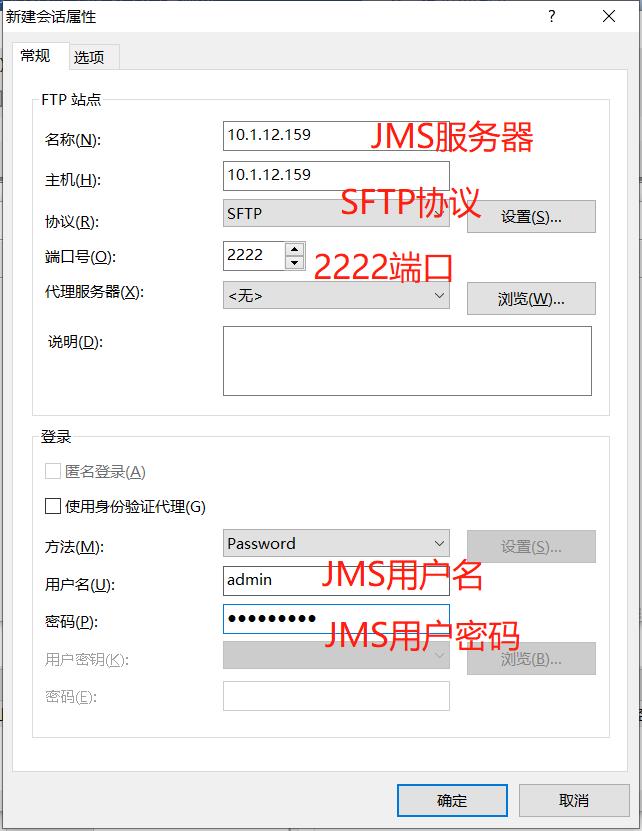 新建会话属性 ?
常规 选项
FTP 站点
名称(N): 10.1.12.159 JMS服务器
主机(H): 10.1.12.159
协议(R): SFTP SFTP协议 设置(S)...
端口号(O): 2222 2222端口
代理服务器(X): <无> 浏览(W)...
说明(D):
登录
匿名登录(A)
使用身份验证代理(G)
方法(M): Password 设置(S)...
用户名(U): admin JMS用户名
密码(P): ●●●●●●●●● JMS用户密码
用户密钥(K): 浏览(B)...
密码(E):
确定 取消